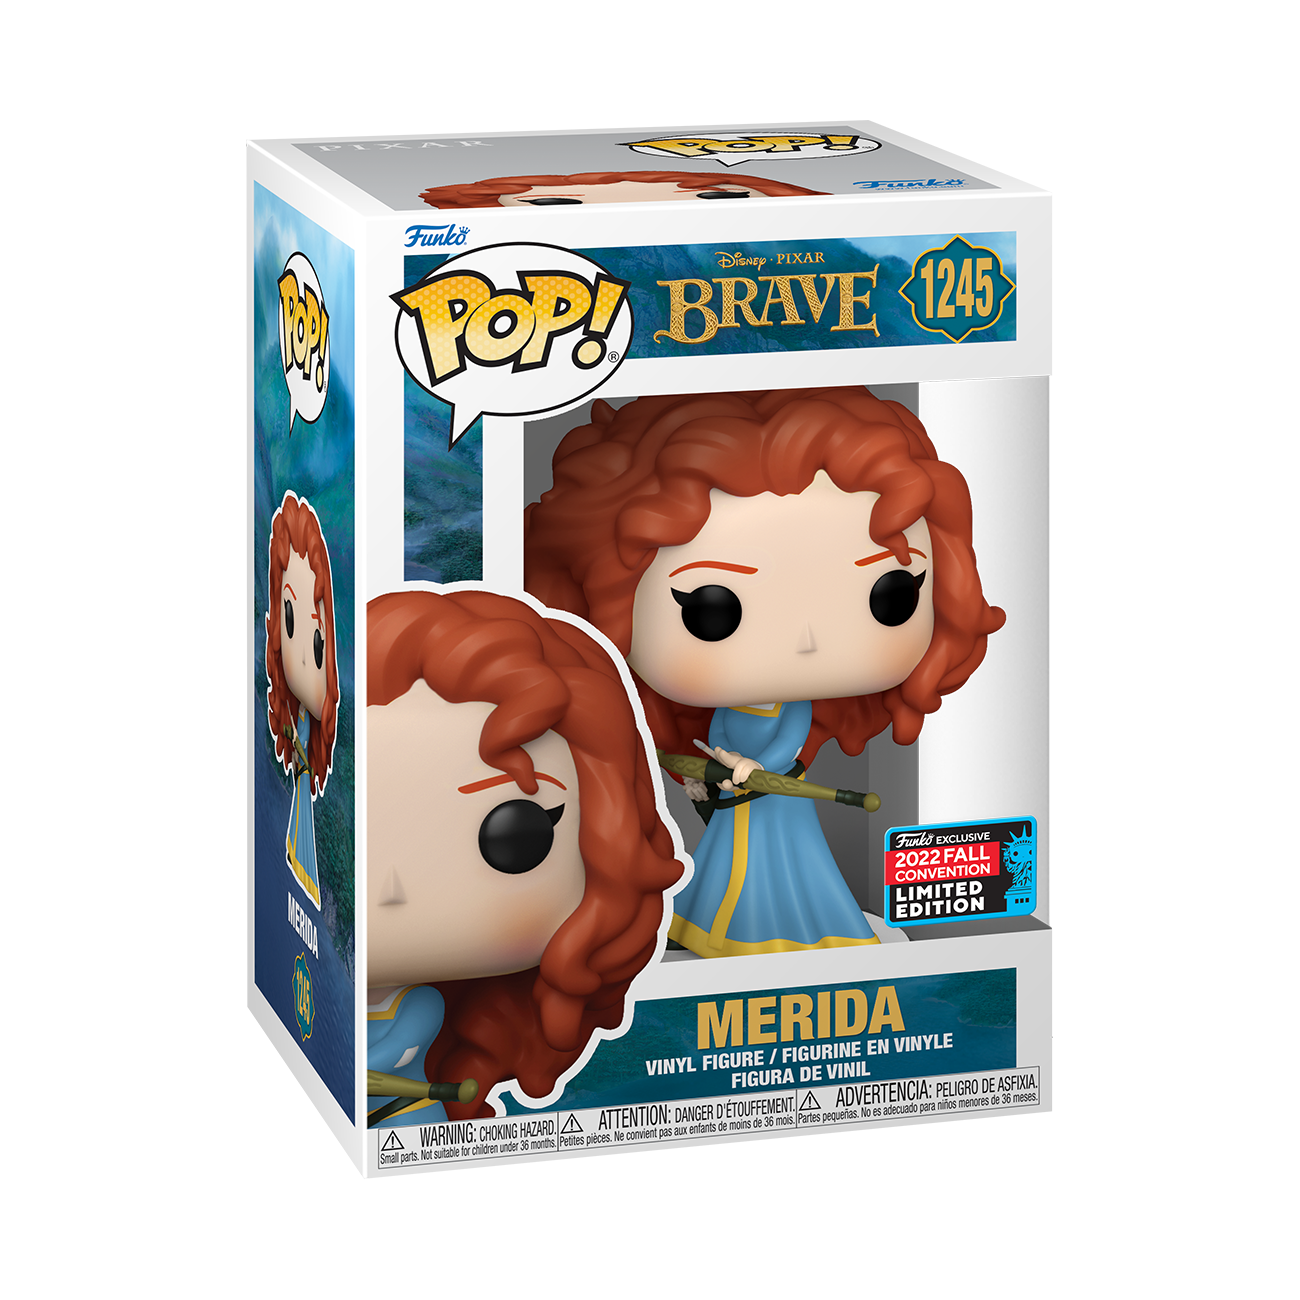 PIXAR
POP!
Funko
Funko
POP!
POP!
Disney · PIXAR
BRAVE
1245
Funko EXCLUSIVE
2022 FALL
CONVENTION
LIMITED
EDITION
MERIDA
1245
MERIDA
VINYL FIGURE / FIGURINE EN VINYLE
FIGURA DE VINIL
WARNING: CHOKING HAZARD.
Small parts. Not suitable for children under 36 months.
ATTENTION: DANGER D'ÉTOUFFEMENT.
Petites pièces. Ne convient pas aux enfants de moins de 36 mois.
ADVERTENCIA: PELIGRO DE ASFIXIA.
Partes pequeñas. No es adecuado para niños menores de 36 meses.